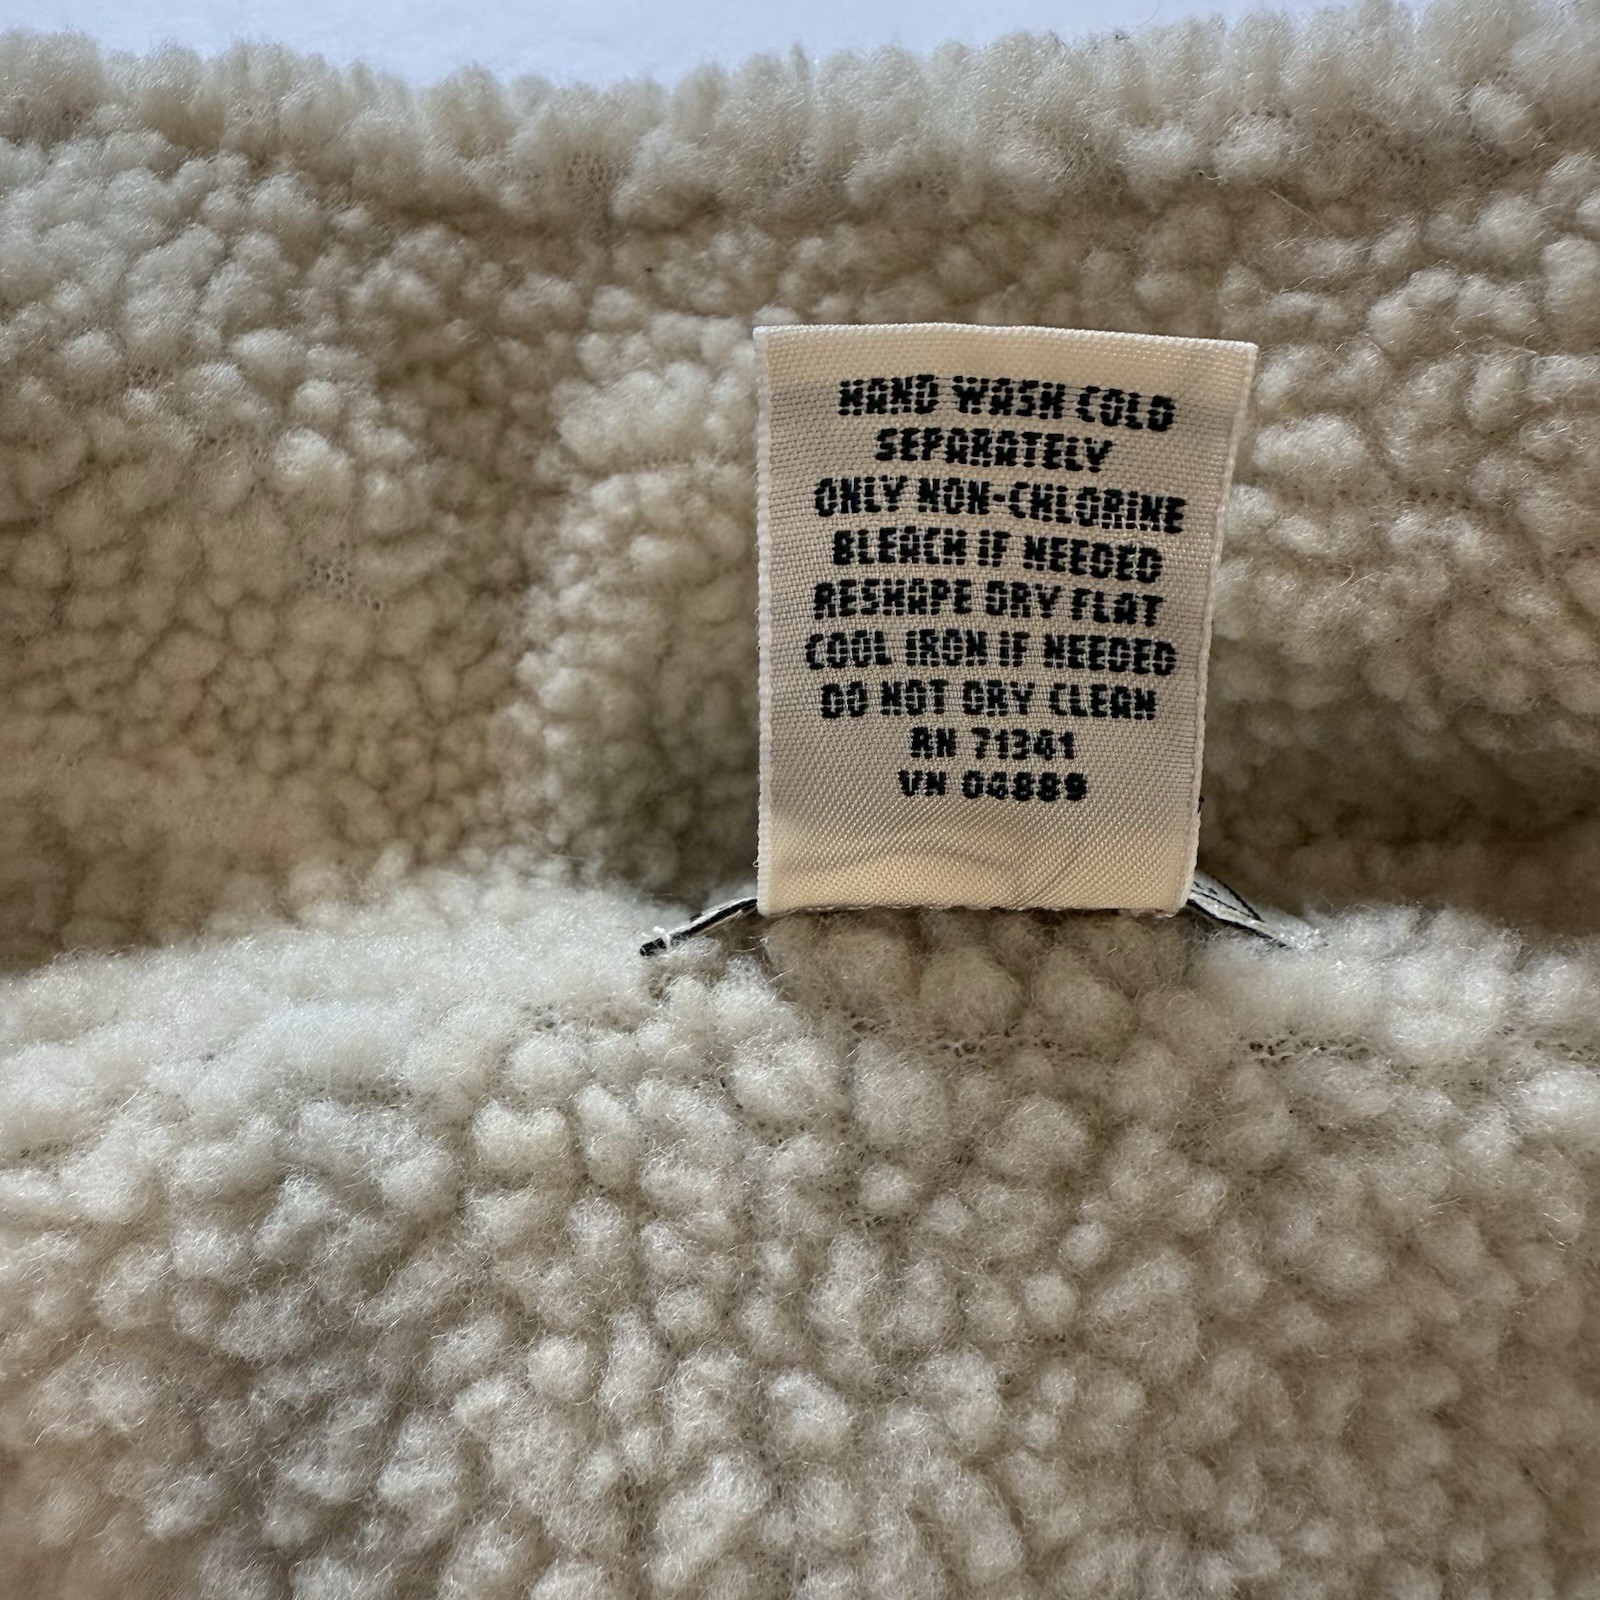 HAND WASH COLD
SEPARATELY
ONLY NON-CHLORINE
BLEACH IF NEEDED
RESHAPE DRY FLAT
COOL IRON IF NEEDED
DO NOT DRY CLEAN
RN 71341
VN 04889